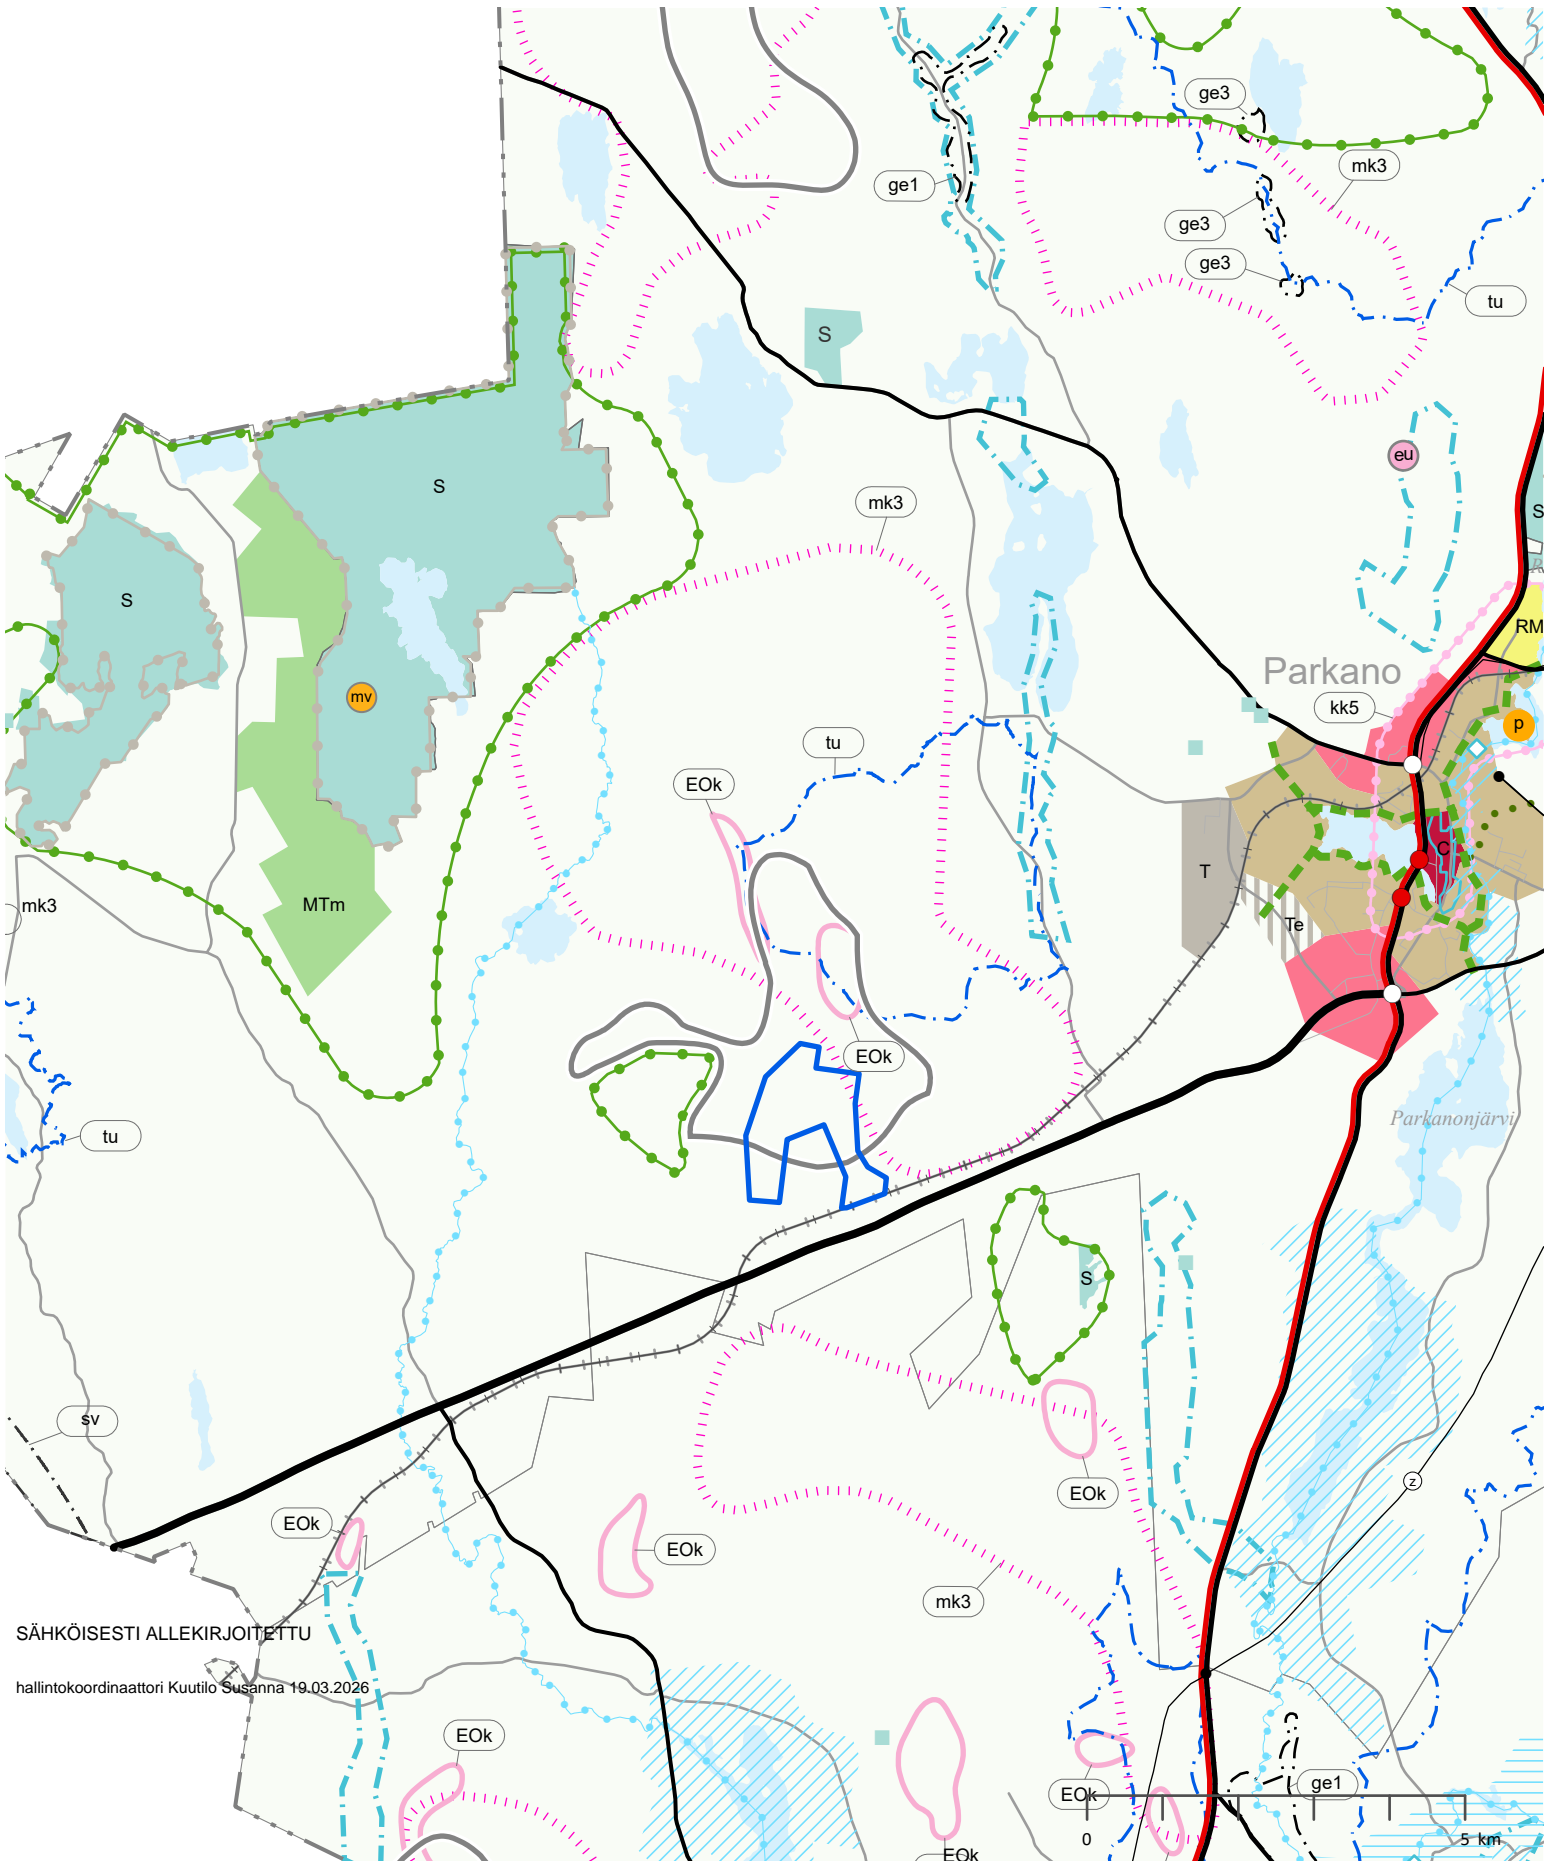 ge3
mk3
ge1
ge3
ge3
tu
S
eu
S
mk3
S
S
RM
Parkano
mv
kk5
p
tu
EOk
C
T
MTm
mk3
Te
EOk
Parkanonjärvi
tu
S
sv
z
EOk
EOk
EOk
mk3
SÄHKÖISESTI ALLEKIRJOITETTU
hallintokoordinaattori Kuutilo Susanna 19.03.2026
EOk
ge1
EOk
0
5 km
EOk